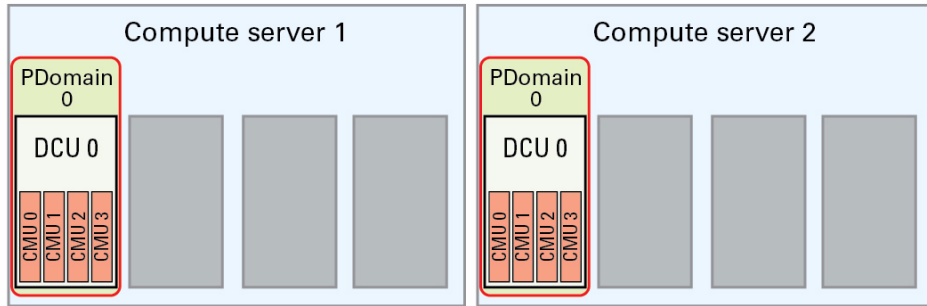 Compute server 1
PDomain
0
DCU 0
CMU 0
CMU 1
CMU 2
CMU 3
Compute server 2
PDomain
0
DCU 0
CMU 0
CMU 1
CMU 2
CMU 3